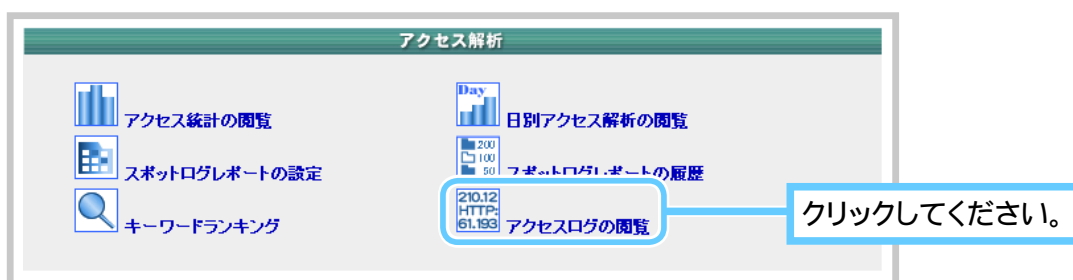 アクセス解析
アクセス統計の閲覧
Day
日別アクセス解析の閲覧
スポットログレポートの設定
200
100
50
スポットログレポートの履歴
キーワードランキング
210.12
HTTP:
61.193
アクセスログの閲覧
クリックしてください。